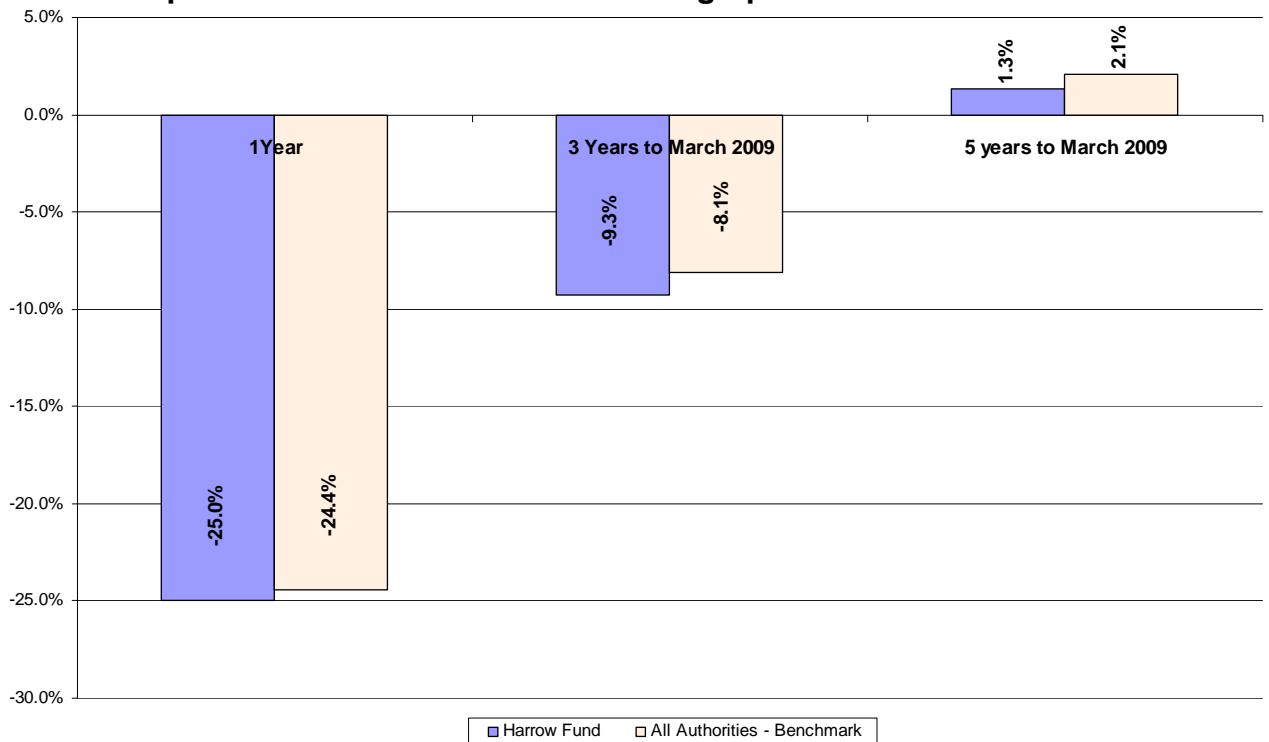 5.0%
1.3%
2.1%
0.0%
1Year
3 Years to March 2009
5 years to March 2009
-5.0%
-9.3%
-8.1%
-10.0%
-15.0%
-20.0%
-25.0%
-24.4%
-25.0%
-30.0%
Harrow Fund
All Authorities - Benchmark